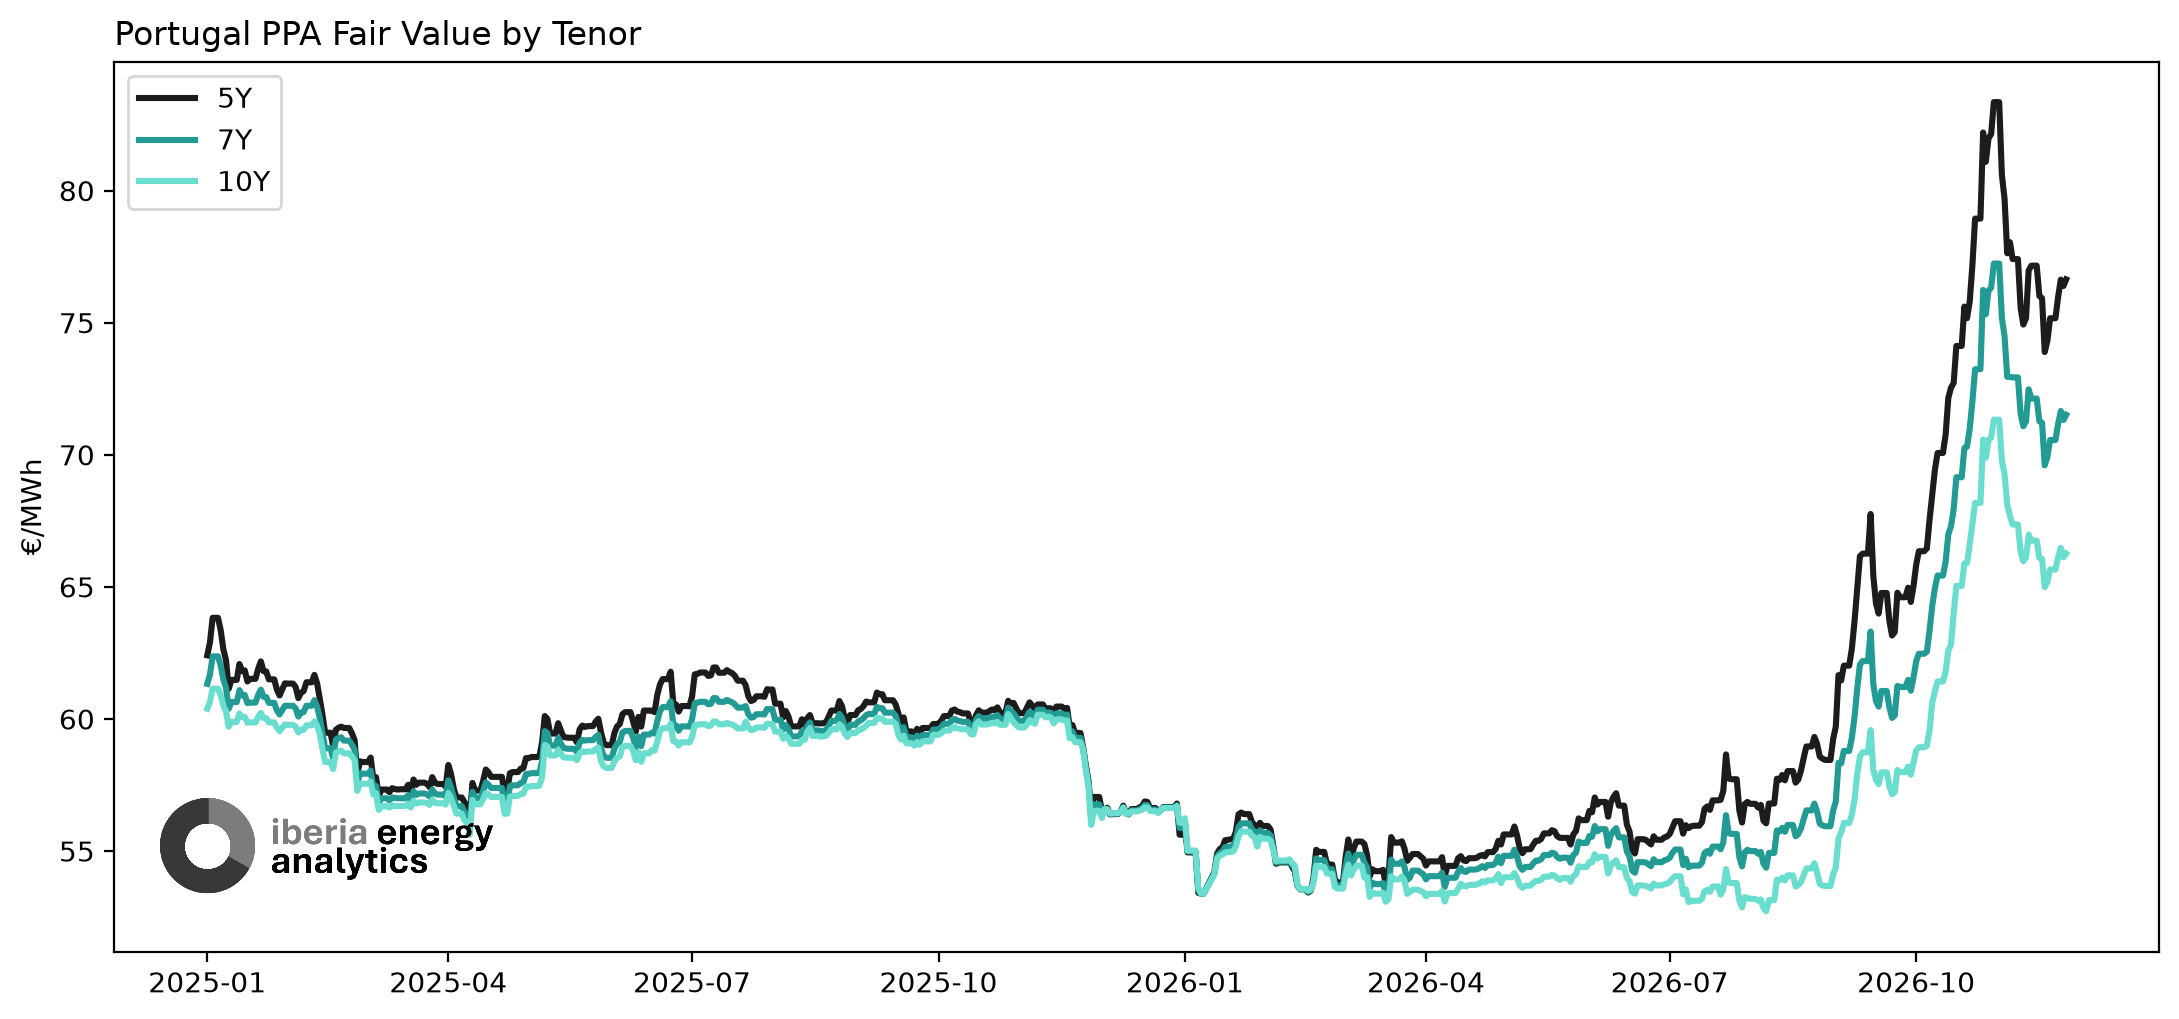 Portugal PPA Fair Value by Tenor
5Y
7Y
10Y
€/MWh
80
75
70
65
60
55
iberia energy
analytics
2025-01
2025-04
2025-07
2025-10
2026-01
2026-04
2026-07
2026-10